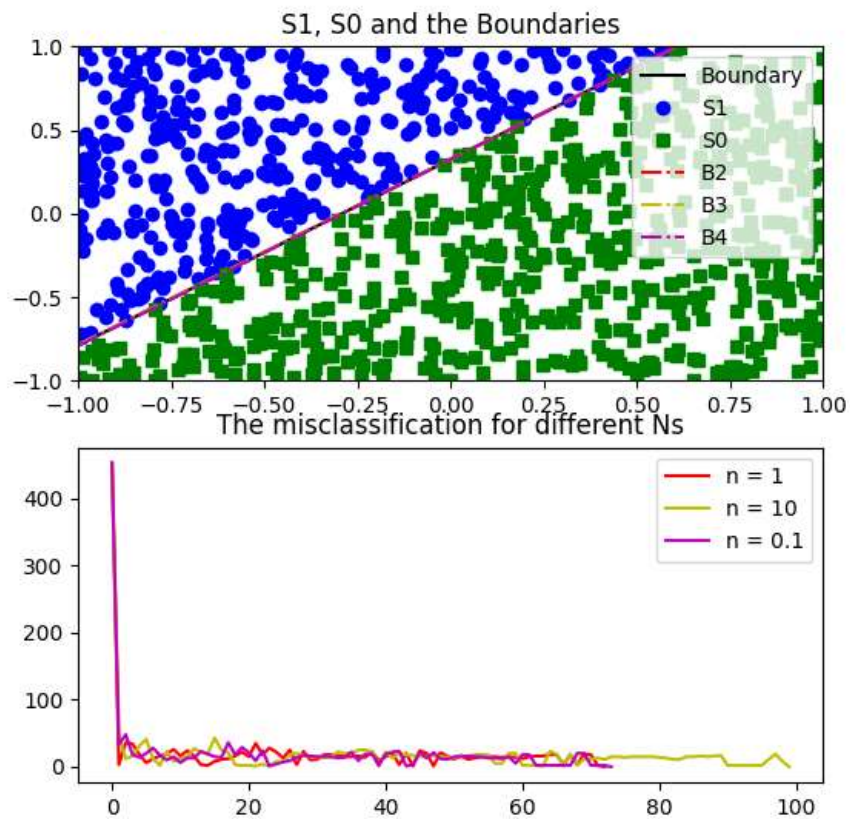 S1, S0 and the Boundaries
1.0
0.5
0.0
−0.5
−1.0
Boundary
S1
S0
B2
B3
B4
−1.00 −0.75 −0.50 −0.25 0.00 0.25 0.50 0.75 1.00
The misclassification for different Ns
400
300
200
100
0
n = 1
n = 10
n = 0.1
0 20 40 60 80 100